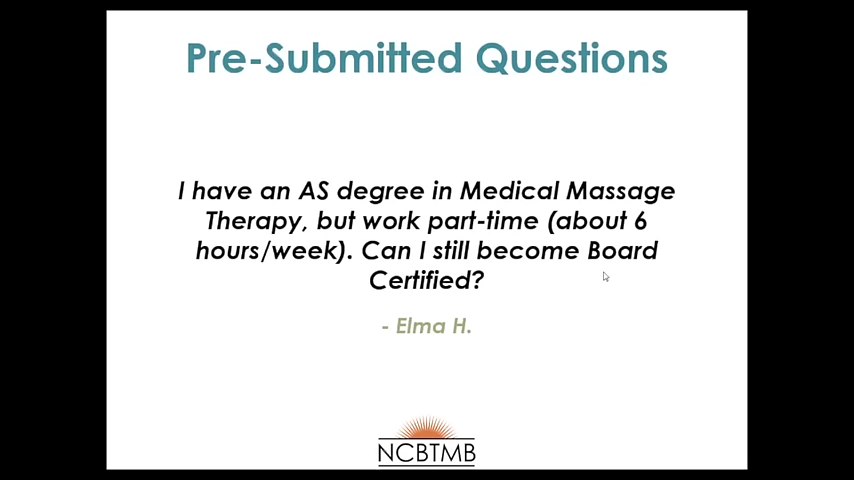 Pre-Submitted Questions
I have an AS degree in Medical Massage
Therapy, but work part-time (about 6
hours/week). Can I still become Board
Certified?
- Elma H.
NCBTMB